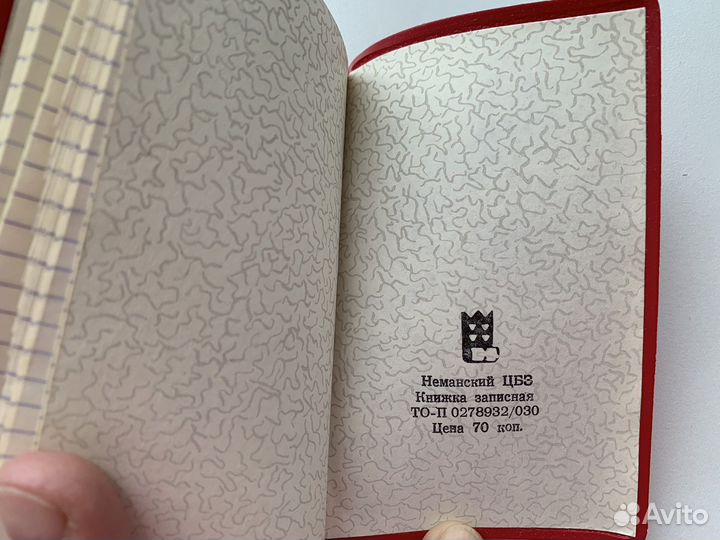 Неманский ЦБЗ
Книжка записная
ТО-П 0278932/030
Цена 70 коп.
Avito